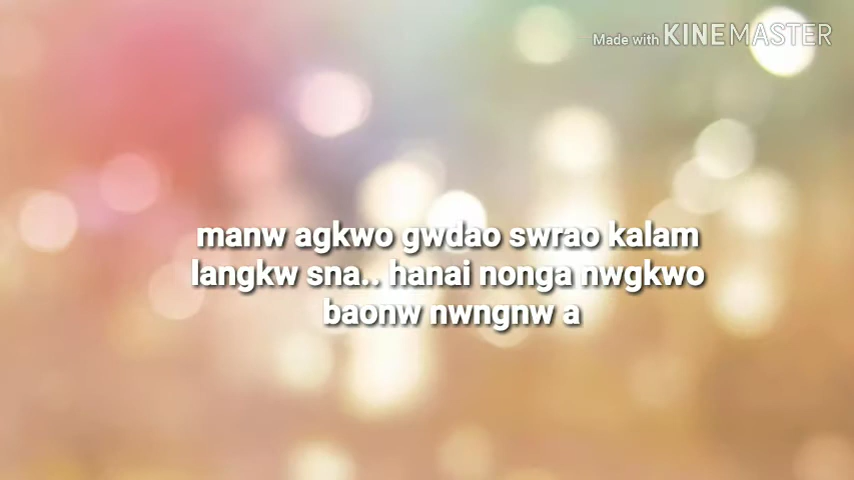 Made with KINEMASTER
manw agkwo gwdao swrao kalam
langkw sna.. hanai nonga nwgkwo
baonw nwngnw a